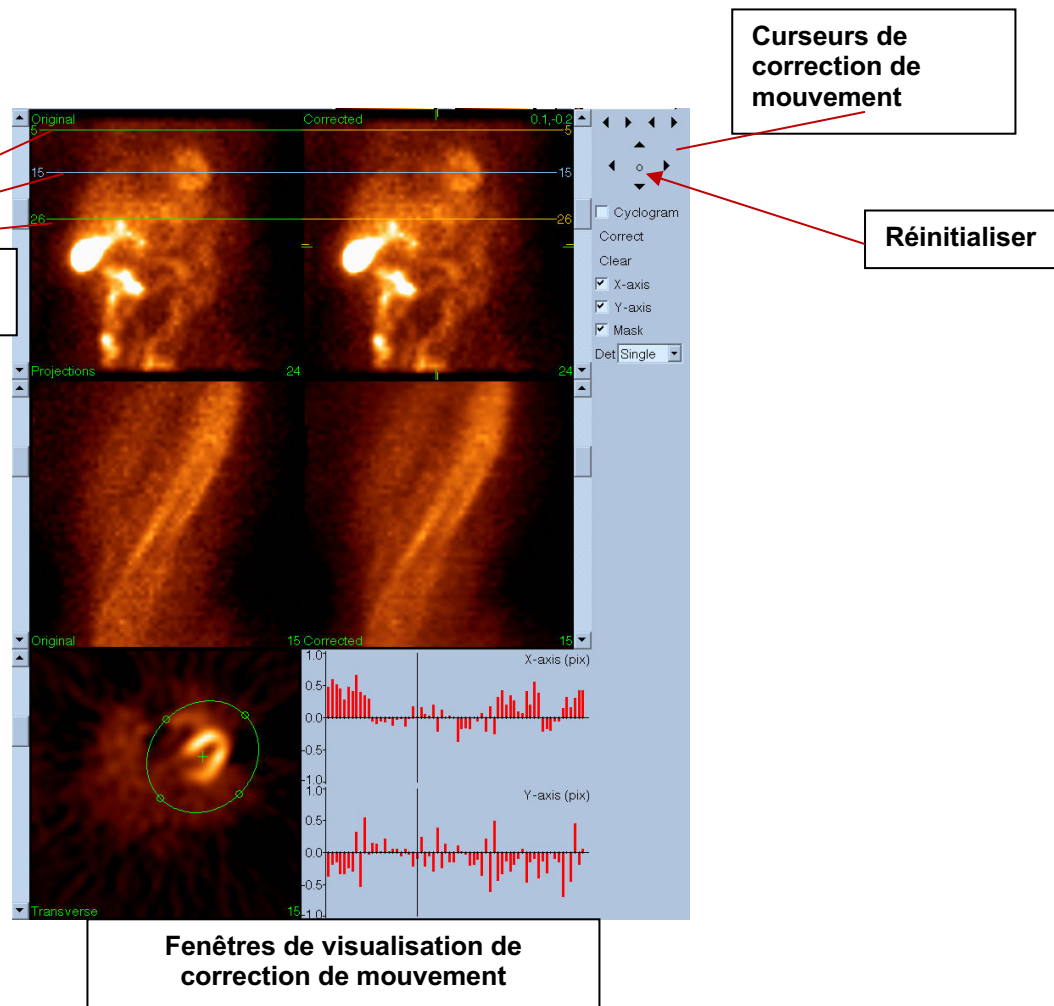 Curseurs de
correction de
mouvement
Original
Corrected
0.1,-0.2
5
5
15
15
26
26
Réinitialiser
Cyclogram
Correct
Clear
X-axis
Y-axis
Mask
Det Single
Projections
24
24
Original
15
Corrected
15
1.0
X-axis (pix)
0.5
0.0
-0.5
-1.0
Y-axis (pix)
0.5
0.0
-0.5
-1.0
Transverse
15
Fenêtres de visualisation de
correction de mouvement